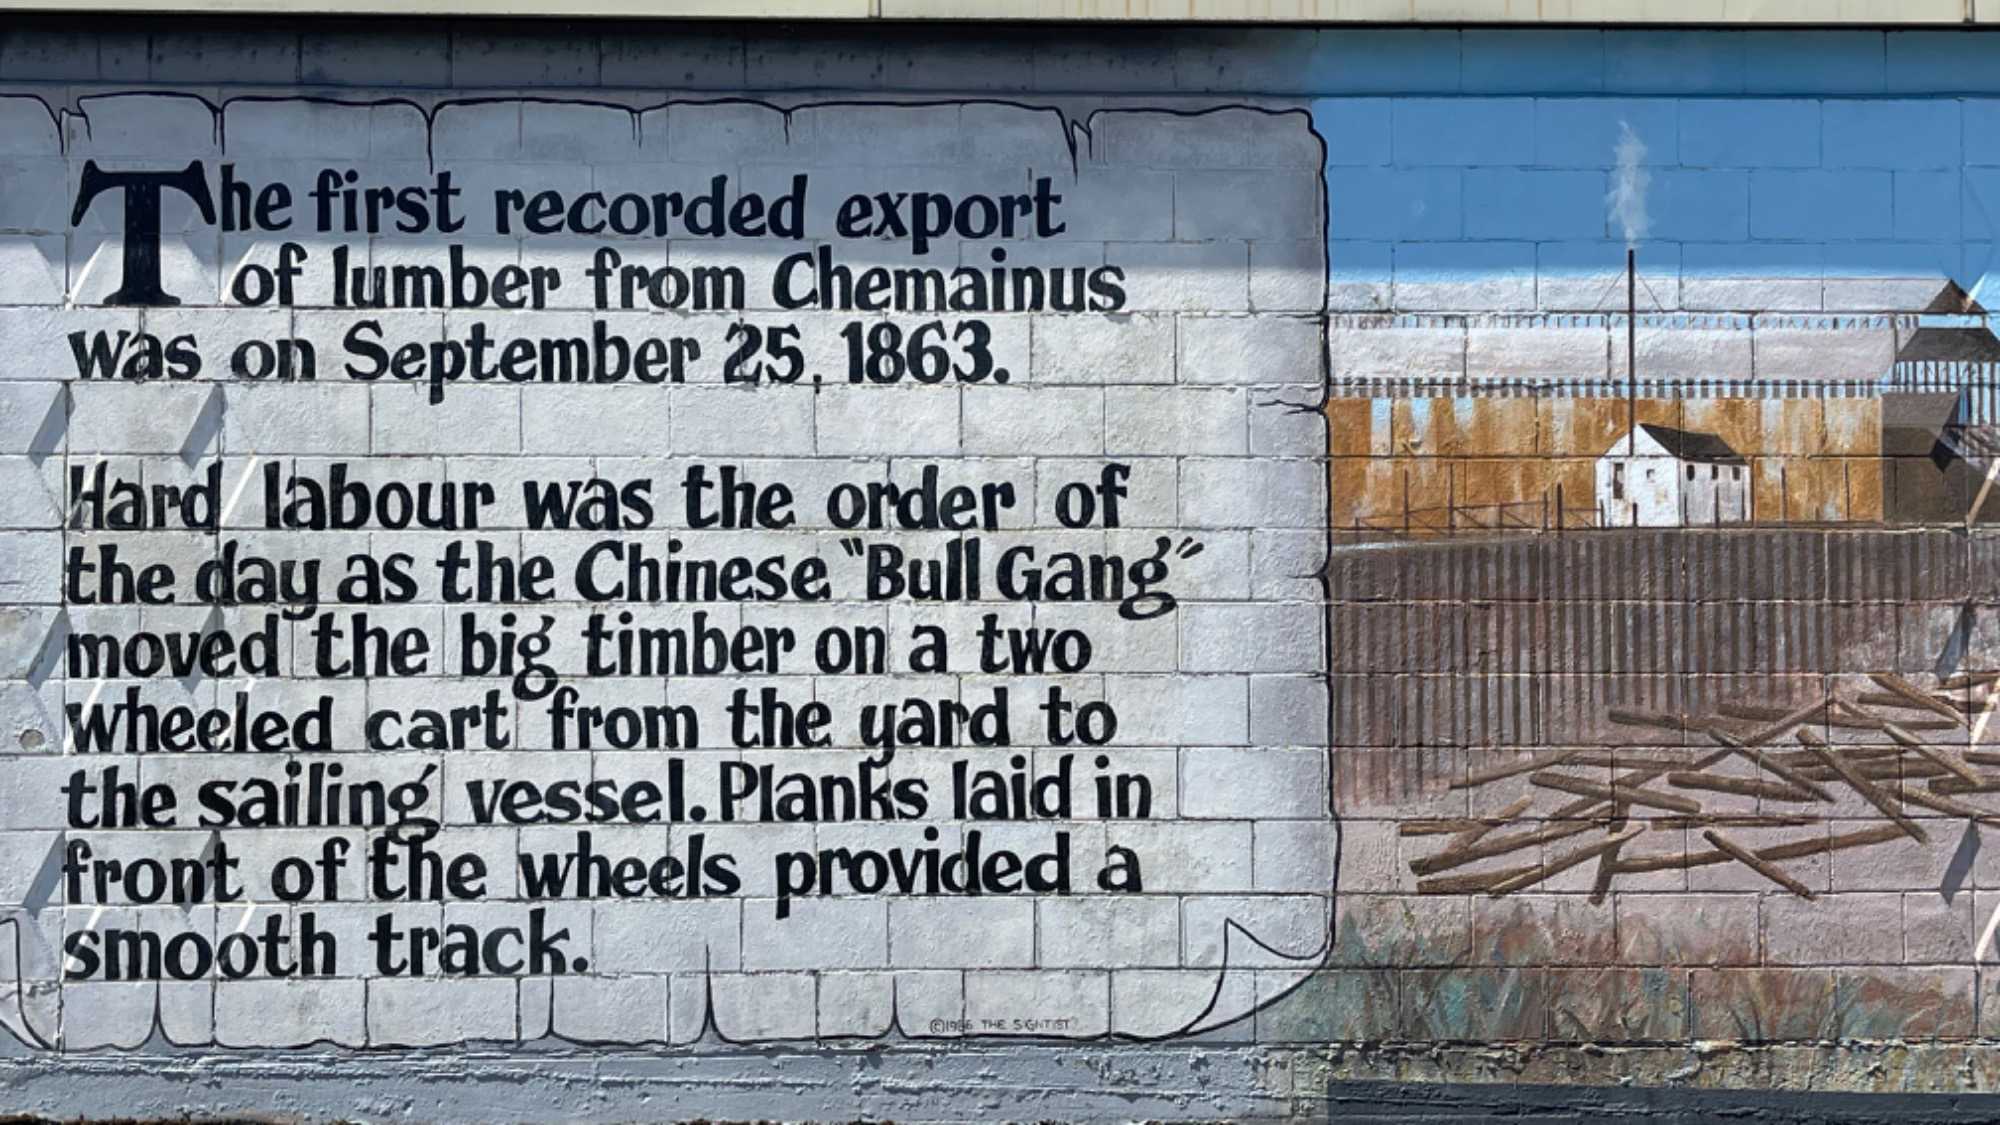 The first recorded export
of lumber from Chemainus
was on September 25, 1863.
Hard labour was the order of
the day as the Chinese "Bull Gang"
moved the big timber on a two
wheeled cart from the yard to
the sailing vessel. Planks laid in
front of the wheels provided a
smooth track.
©1986 THE SIGNTIST